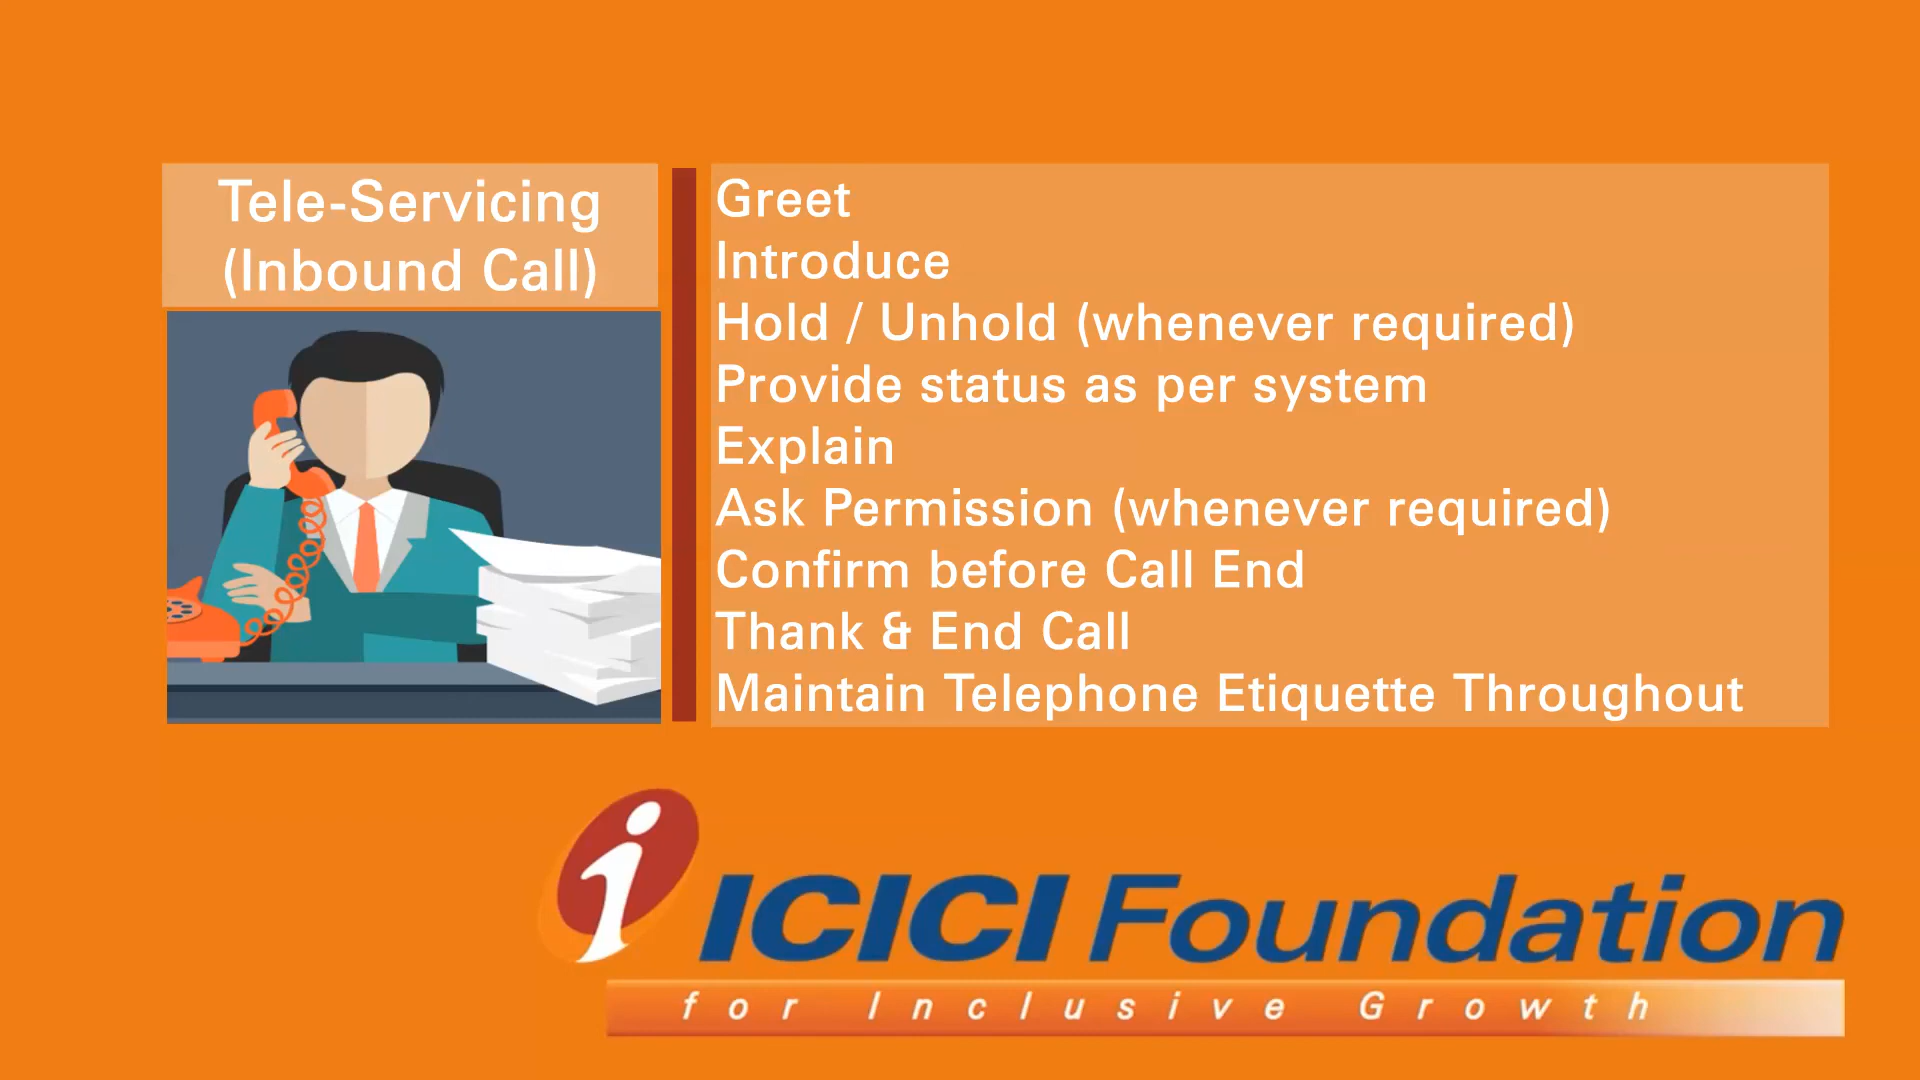 Tele-Servicing
(Inbound Call)
Greet
Introduce
Hold / Unhold (whenever required)
Provide status as per system
Explain
Ask Permission (whenever required)
Confirm before Call End
Thank & End Call
Maintain Telephone Etiquette Throughout
i ICICI Foundation
for Inclusive Growth